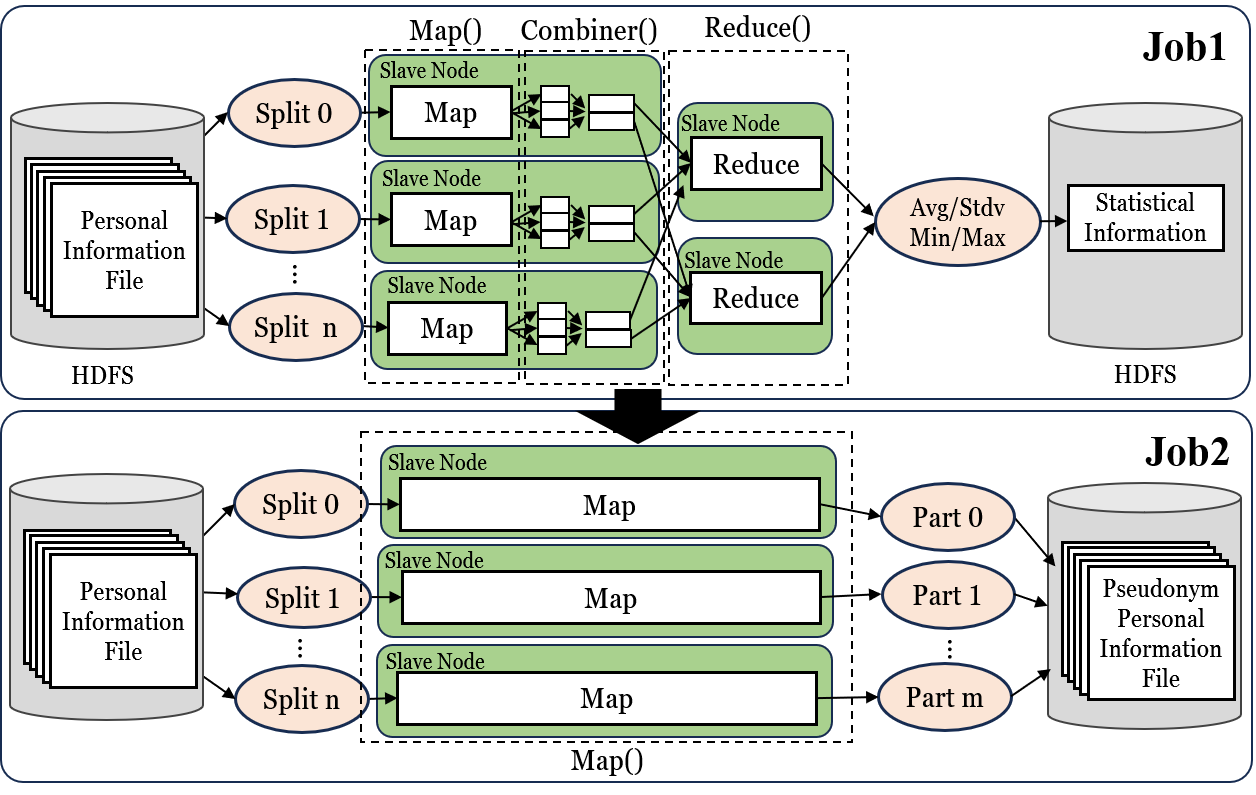 Map()
Combiner()
Reduce()
Job1
Slave Node
Split 0
Map
Slave Node
Reduce
Slave Node
Split 1
Map
Personal
Information
File
Avg/Stdv
Min/Max
Statistical
Information
Slave Node
Reduce
Slave Node
Split n
Map
HDFS
HDFS
Job2
Slave Node
Split 0
Map
Part 0
Slave Node
Split 1
Map
Part 1
Personal
Information
File
Pseudonym
Personal
Information
File
Slave Node
Split n
Map
Part m
Map()